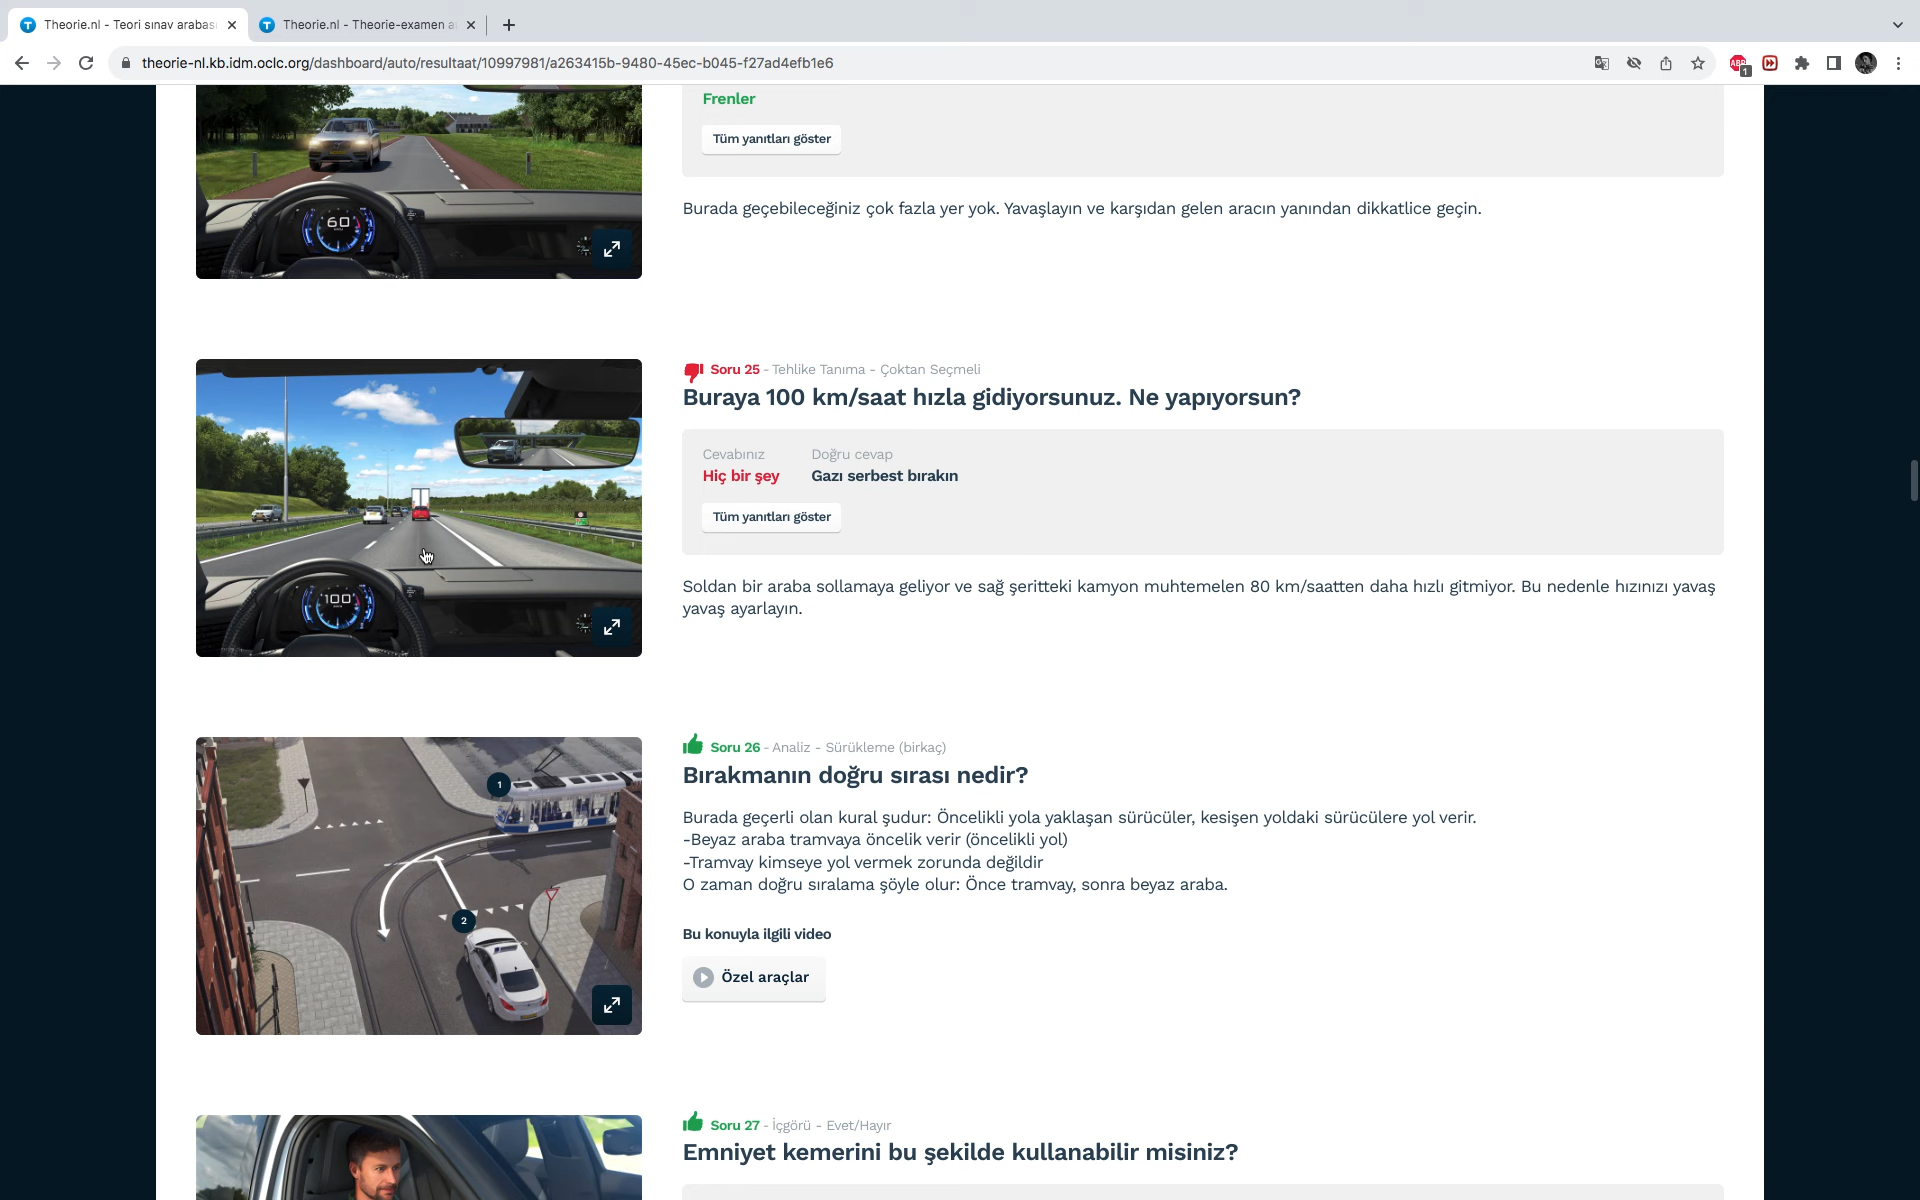 Theorie.nl - Teori sınav arabası
Theorie.nl - Theorie-examen au
theorie-nl.kb.idm.oclc.org/dashboard/auto/resultaat/10997981/a263415b-9480-45ec-b045-f27ad4efb1e6
ABP
1
60
Frenler
Tüm yanıtları göster
Burada geçebileceğiniz çok fazla yer yok. Yavaşlayın ve karşıdan gelen aracın yanından dikkatlice geçin.
100
Soru 25 - Tehlike Tanıma - Çoktan Seçmeli
Buraya 100 km/saat hızla gidiyorsunuz. Ne yapıyorsun?
Cevabınız Doğru cevap
Hiç bir şey Gazı serbest bırakın
Tüm yanıtları göster
Soldan bir araba sollamaya geliyor ve sağ şeritteki kamyon muhtemelen 80 km/saatten daha hızlı gitmiyor. Bu nedenle hızınızı yavaş
yavaş ayarlayın.
1
2
Soru 26 - Analiz - Sürükleme (birkaç)
Bırakmanın doğru sırası nedir?
Burada geçerli olan kural şudur: Öncelikli yola yaklaşan sürücüler, kesişen yoldaki sürücülere yol verir.
-Beyaz araba tramvaya öncelik verir (öncelikli yol)
-Tramvay kimseye yol vermek zorunda değildir
O zaman doğru sıralama şöyle olur: Önce tramvay, sonra beyaz araba.
Bu konuyla ilgili video
Özel araçlar
Soru 27 - İçgörü - Evet/Hayır
Emniyet kemerini bu şekilde kullanabilir misiniz?